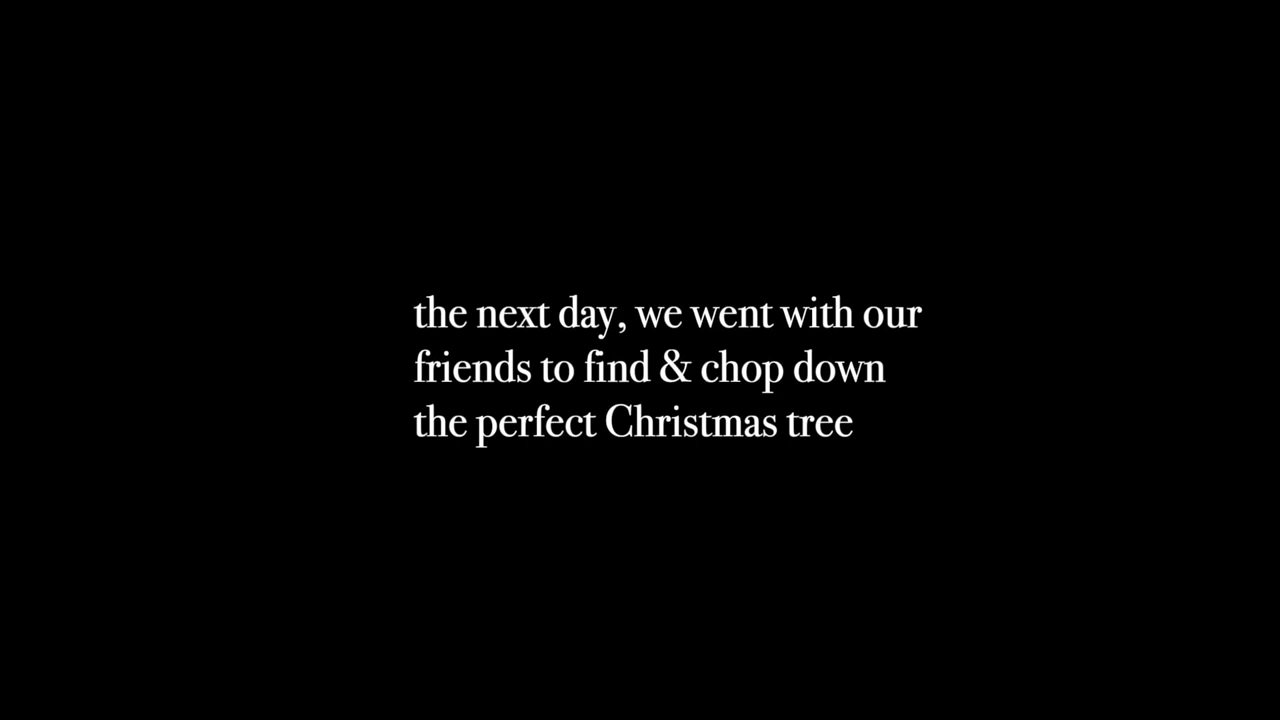 the next day, we went with our
friends to find & chop down
the perfect Christmas tree